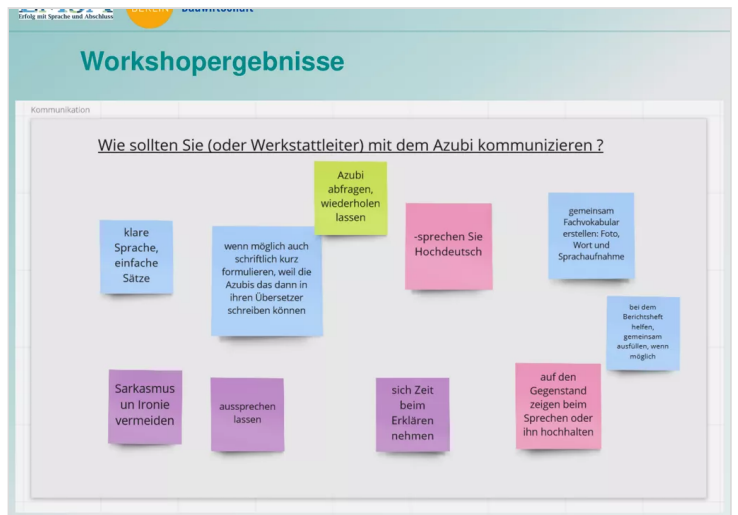 Erfolg mit Sprache und Abschluss
Workshopergebnisse
Kommunikation
Wie sollten Sie (oder Werkstattleiter) mit dem Azubi kommunizieren ?
Azubi
abfragen,
wiederholen
lassen
klare
Sprache,
einfache
Sätze
wenn möglich auch
schriftlich kurz
formulieren, weil die
Azubis das dann in
ihren Übersetzer
schreiben können
-sprechen Sie
Hochdeutsch
gemeinsam
Fachvokabular
erstellen: Foto,
Wort und
Sprachaufnahme
bei dem
Berichtsheft
helfen,
gemeinsam
ausfüllen, wenn
möglich
Sarkasmus
un Ironie
vermeiden
aussprechen
lassen
sich Zeit
beim
Erklären
nehmen
auf den
Gegenstand
zeigen beim
Sprechen oder
ihn hochhalten